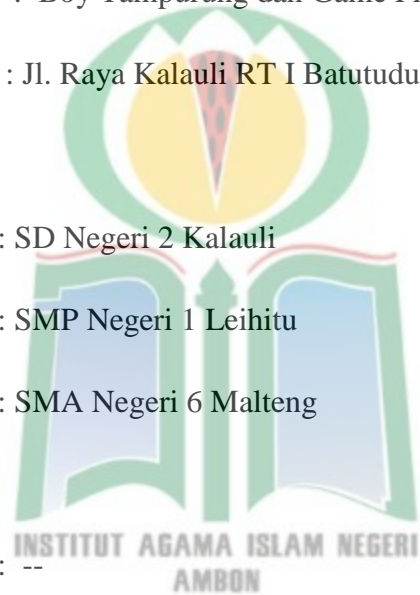 : Boy Tampurung dan Game
: Jl. Raya Kalauli RT I Batutudu
: SD Negeri 2 Kalauli
: SMP Negeri 1 Leihitu
: SMA Negeri 6 Malteng
INSTITUT AGAMA ISLAM NEGERI
: --
AMBON